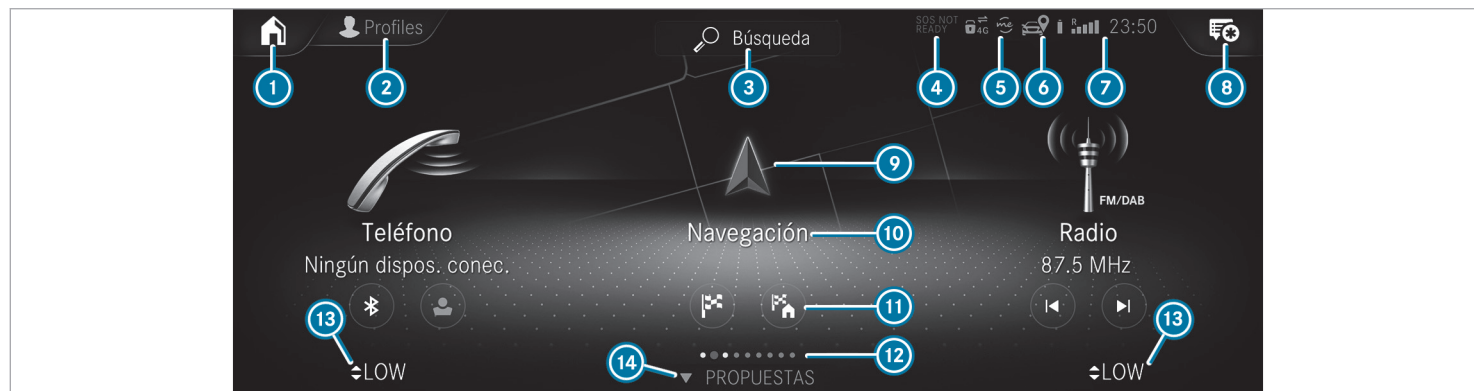 Profiles
Búsqueda
SOS NOT
READY
4G
me
R
23:50
1
2
3
4
5
6
7
8
9
FM/DAB
Teléfono
Navegación
10
Radio
Ningún dispos. conec.
87.5 MHz
11
13
13
12
14
LOW
PROPUESTAS
LOW